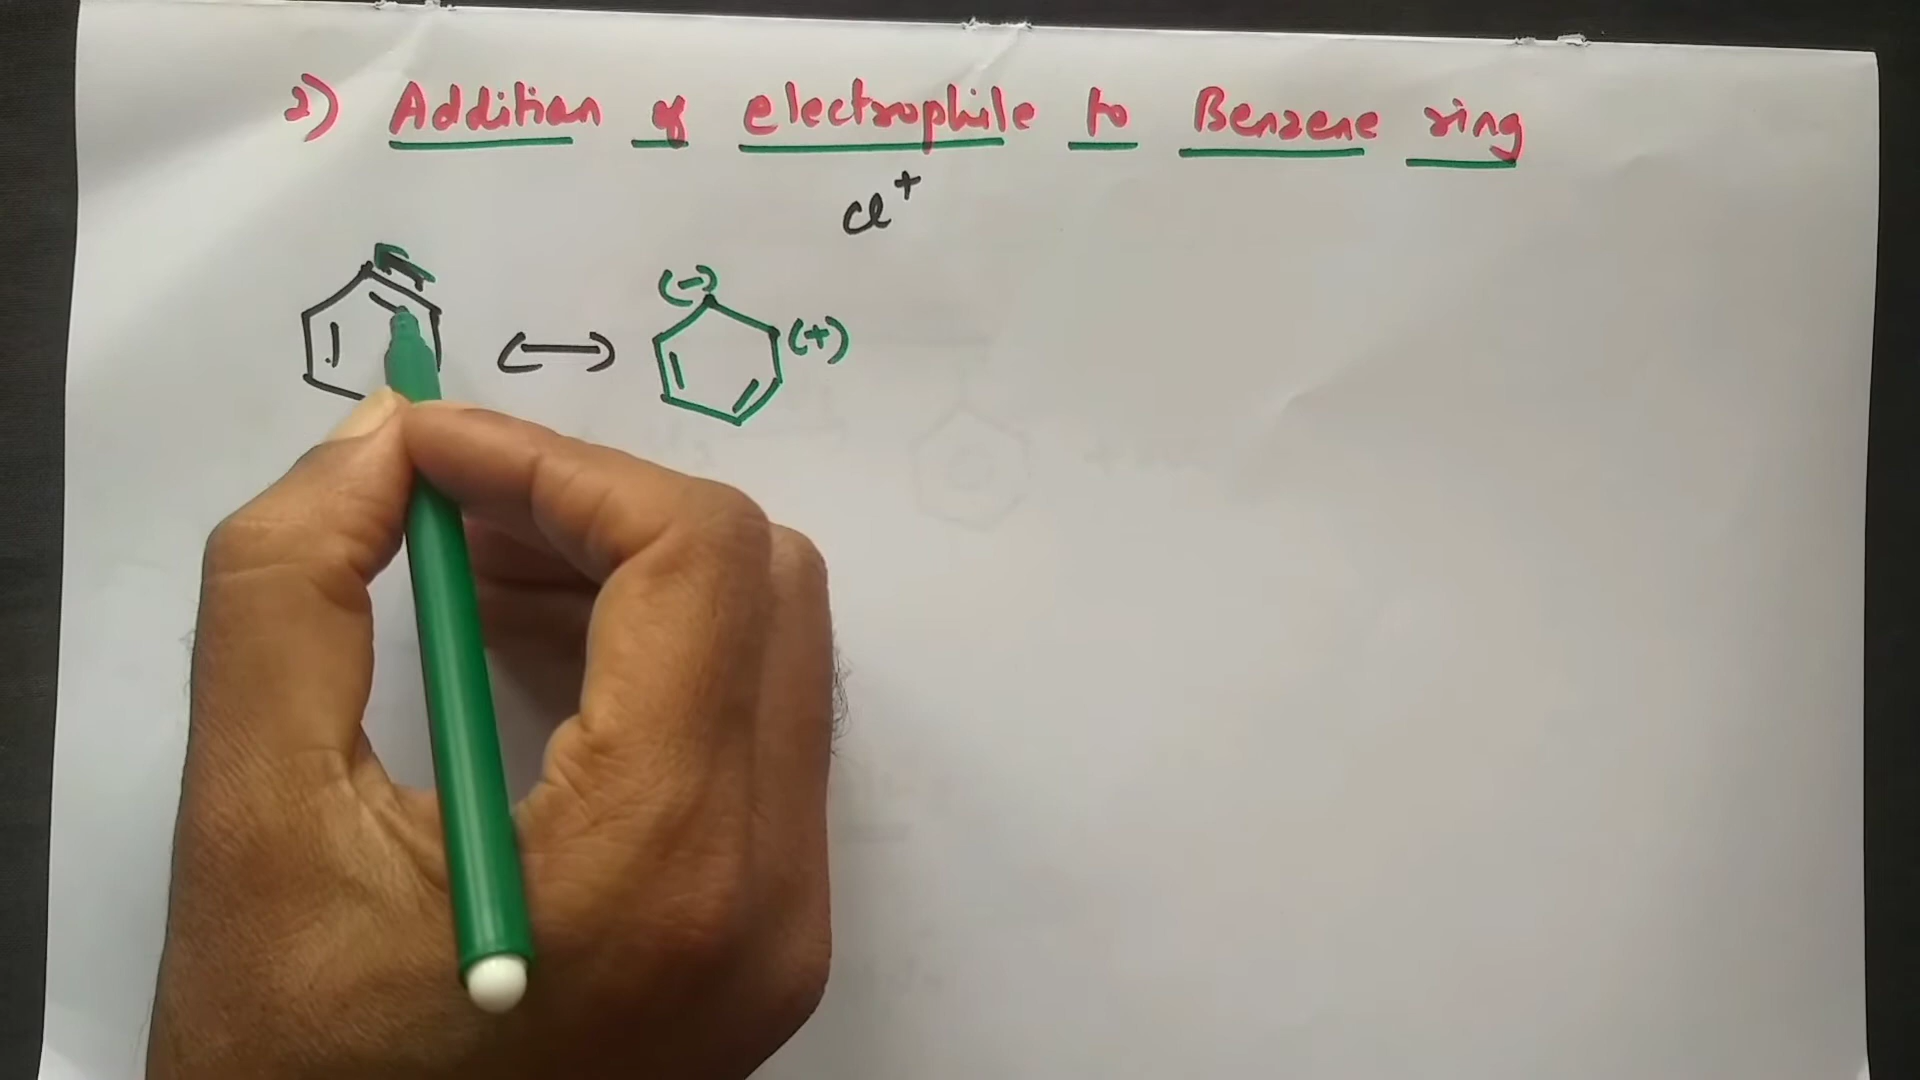 2) Addition of electrophile to Benzene ring
Cl+
(-)
(+)